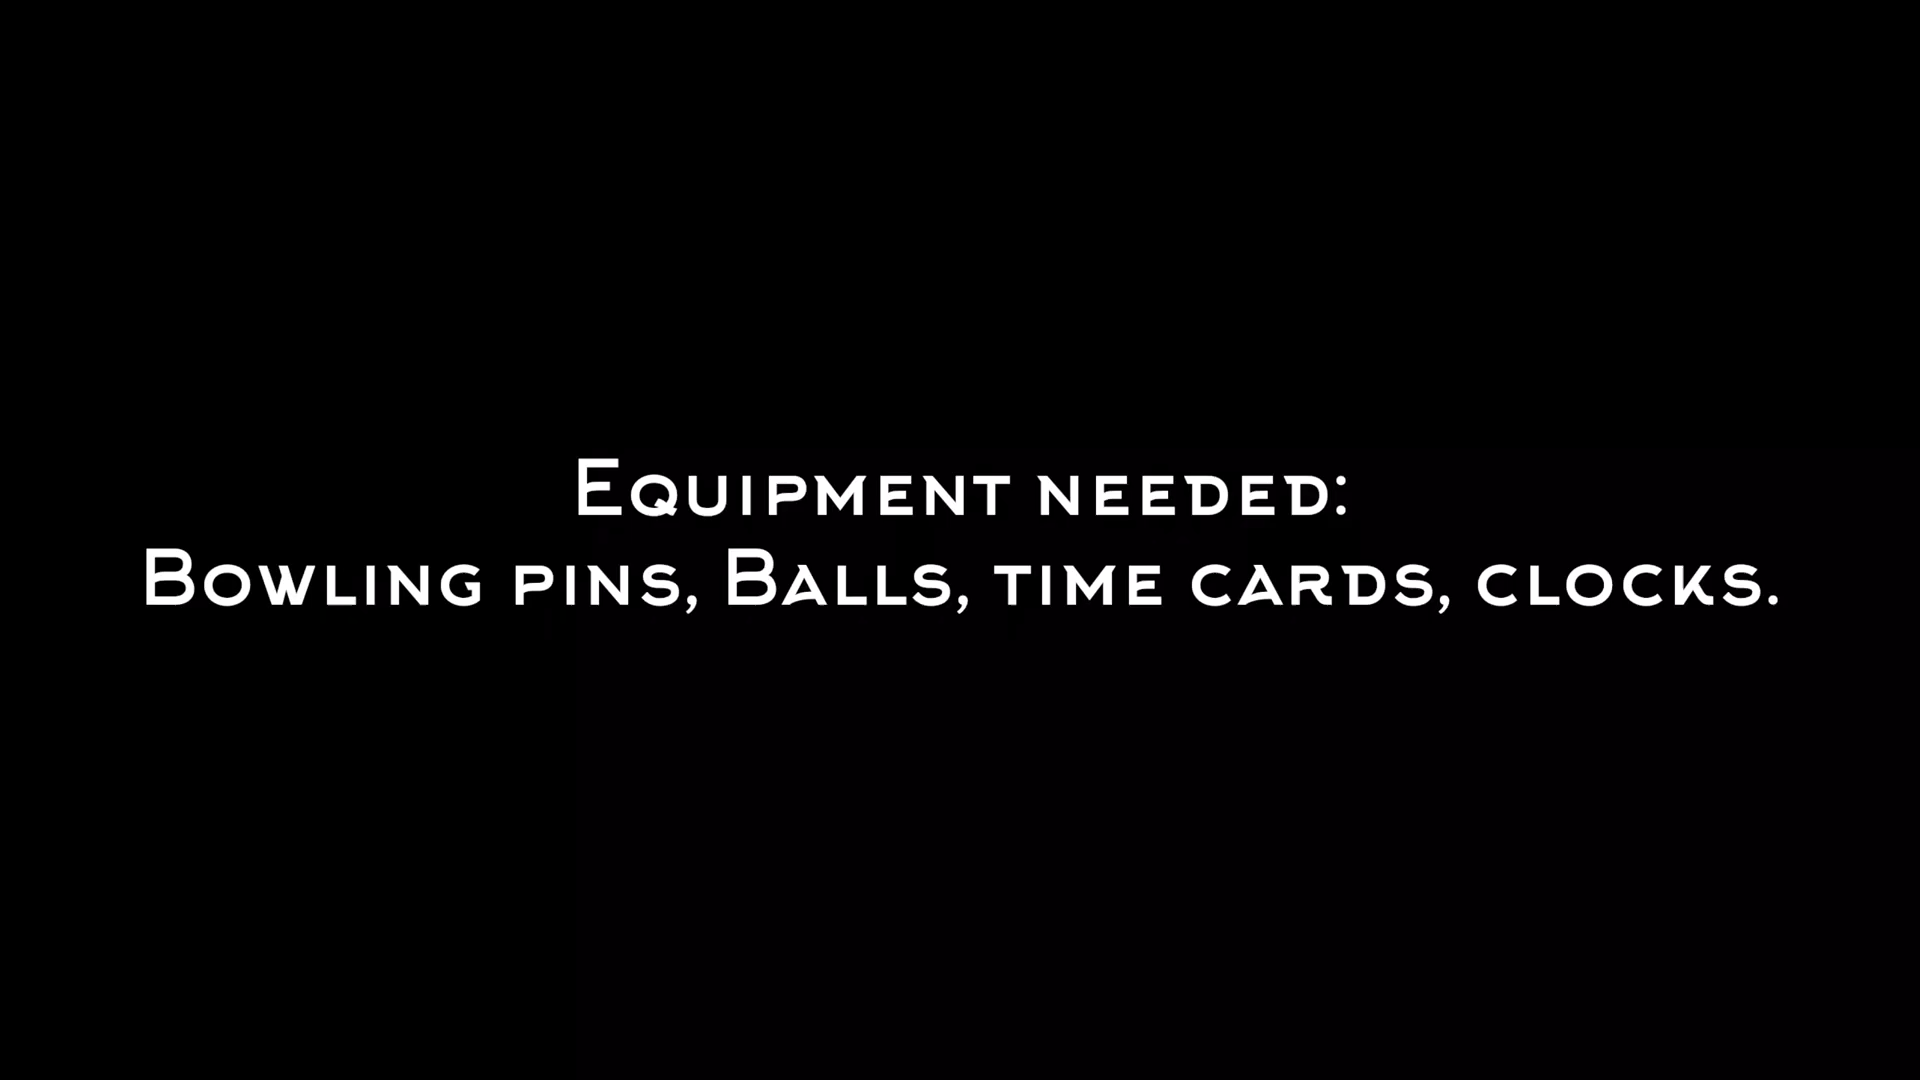 Equipment needed:
Bowling pins, Balls, time cards, clocks.